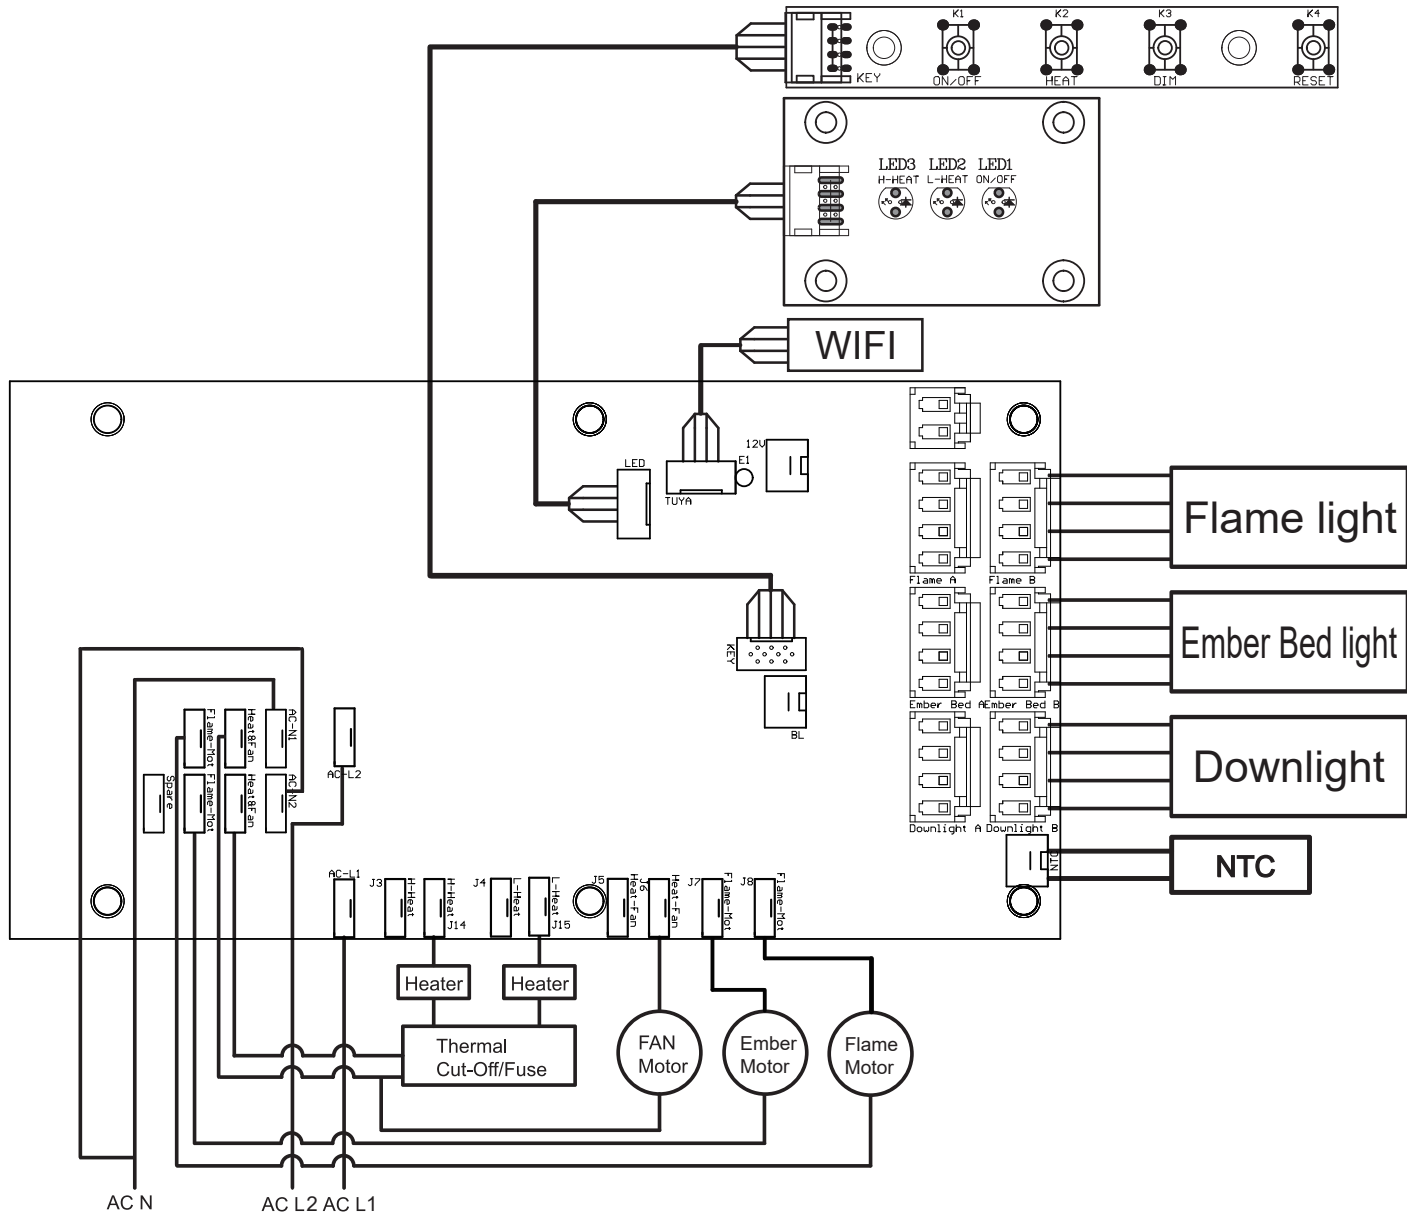 K1
K2
K3
K4
KEY
ON/OFF
HEAT
DIM
RESET
LED3
LED2
LED1
H-HEAT
L-HEAT
ON/OFF
WIFI
12V
LED
E1
TUYA
Flame light
Flame A
Flame B
Ember Bed light
KEY
Ember Bed A
Ember Bed B
BL
Flame-Mot
Heat&Fan
AC-N1
AC-L2
Spare
Flame-Mot
Heat&Fan
AC-N2
Downlight
Downlight A
Downlight B
NTC
NTC
AC-L1
J3
H-Heat
H-Heat
J14
J4
L-Heat
L-Heat
J15
J5
Heat-Fan
J6
Heat-Fan
J7
Flame-Mot
J8
Flame-Mot
Heater
Heater
Thermal
Cut-Off/Fuse
FAN
Motor
Ember
Motor
Flame
Motor
AC N
AC L2
AC L1